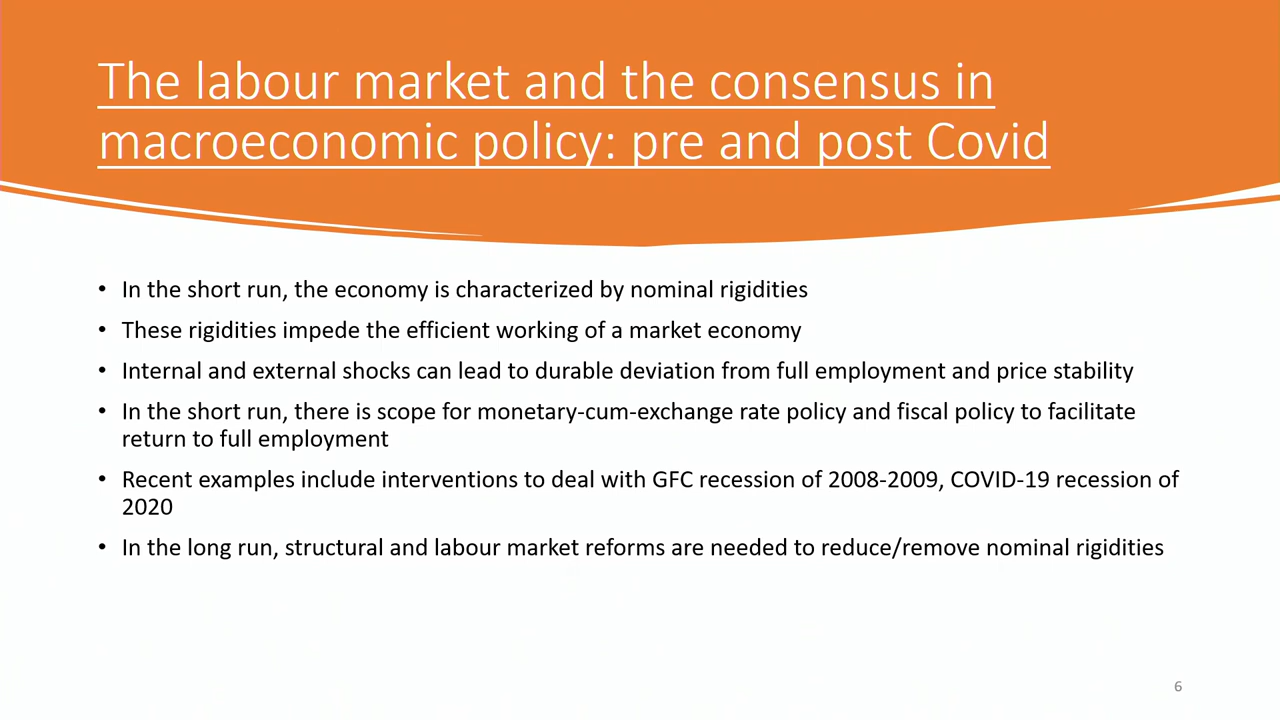 The labour market and the consensus in
macroeconomic policy: pre and post Covid
• In the short run, the economy is characterized by nominal rigidities
• These rigidities impede the efficient working of a market economy
• Internal and external shocks can lead to durable deviation from full employment and price stability
• In the short run, there is scope for monetary-cum-exchange rate policy and fiscal policy to facilitate
return to full employment
• Recent examples include interventions to deal with GFC recession of 2008-2009, COVID-19 recession of
2020
• In the long run, structural and labour market reforms are needed to reduce/remove nominal rigidities
6